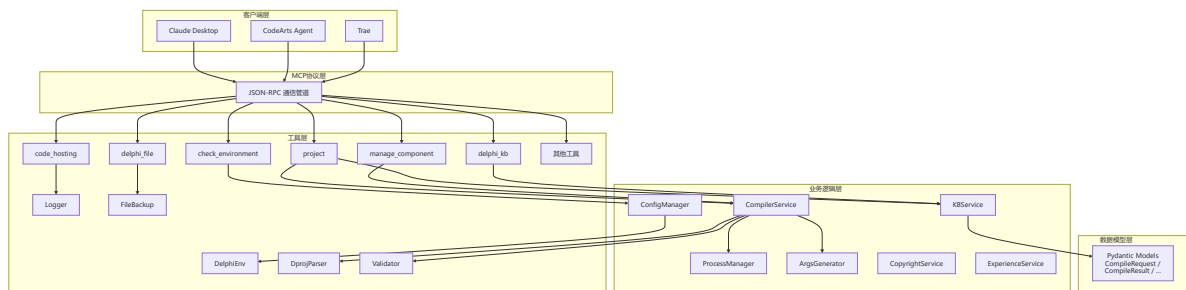 客户端层
Claude Desktop
CodeArts Agent
Trae
MCP协议层
JSON-RPC 通信管道
工具层
code_hosting
delphi_file
check_environment
project
manage_component
delphi_kb
其他工具
Logger
FileBackup
DelphiEnv
DprojParser
Validator
业务逻辑层
ConfigManager
CompilerService
KBService
ProcessManager
ArgsGenerator
CopyrightService
ExperienceService
数据模型层
Pydantic Models
CompileRequest /
CompileResult / ...